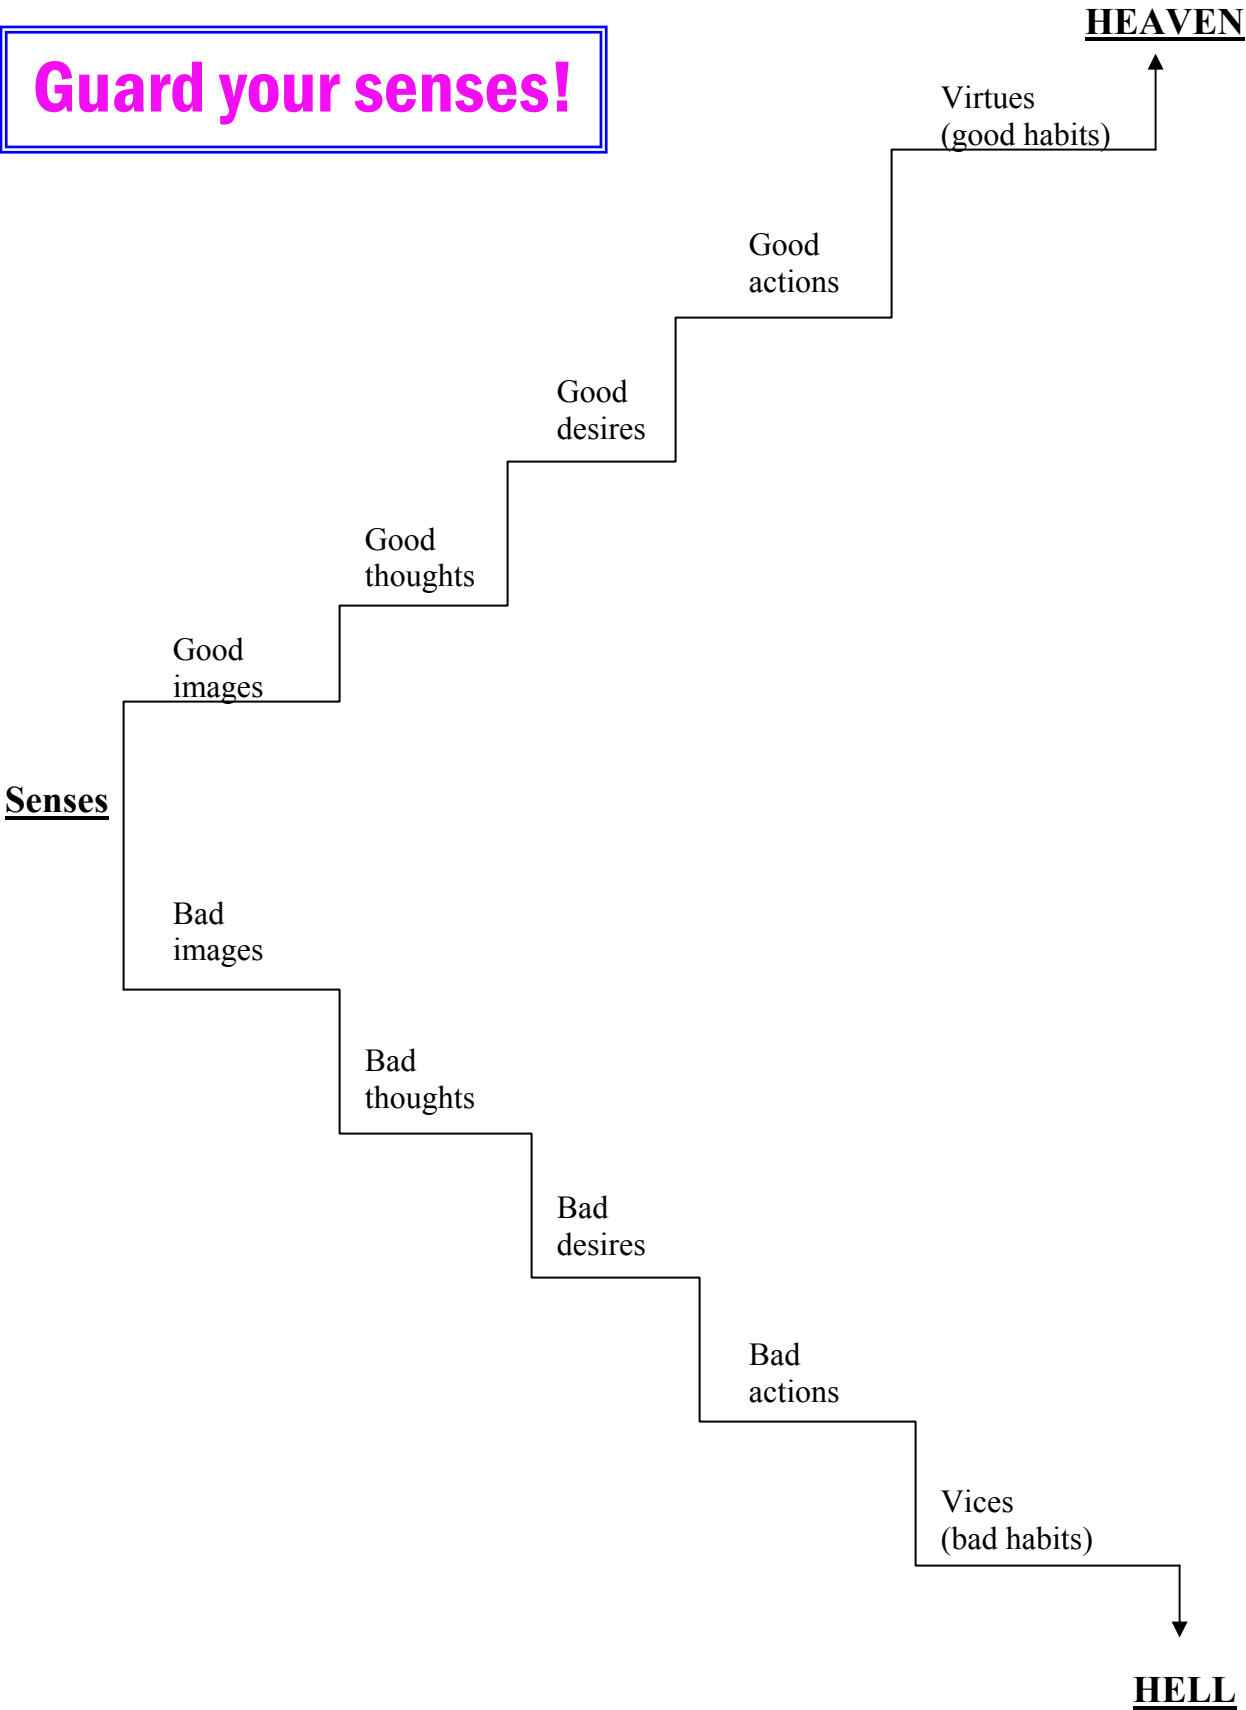 HEAVEN
Guard your senses!
Virtues
(good habits)
Good
actions
Good
desires
Good
thoughts
Good
images
Senses
Bad
images
Bad
thoughts
Bad
desires
Bad
actions
Vices
(bad habits)
HELL